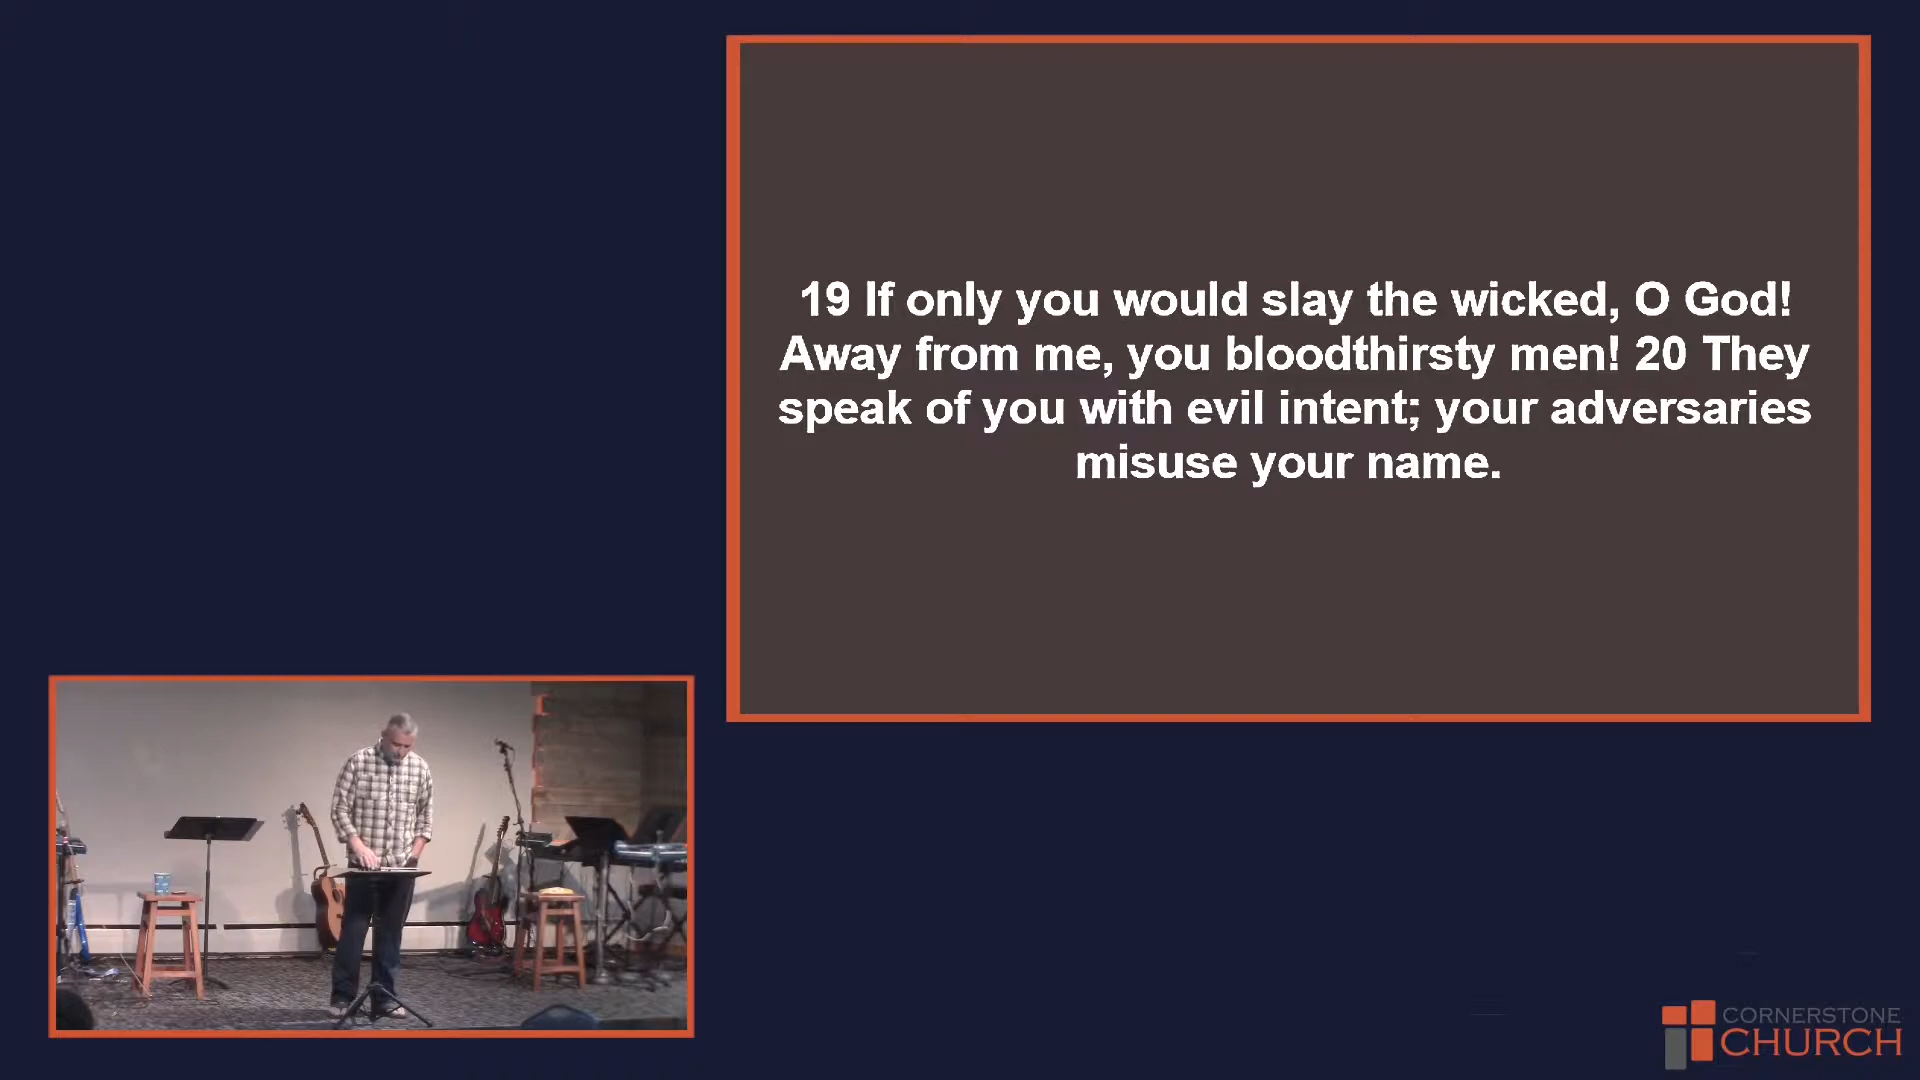 19 If only you would slay the wicked, O God!
Away from me, you bloodthirsty men! 20 They
speak of you with evil intent; your adversaries
misuse your name.
CORNERSTONE
CHURCH